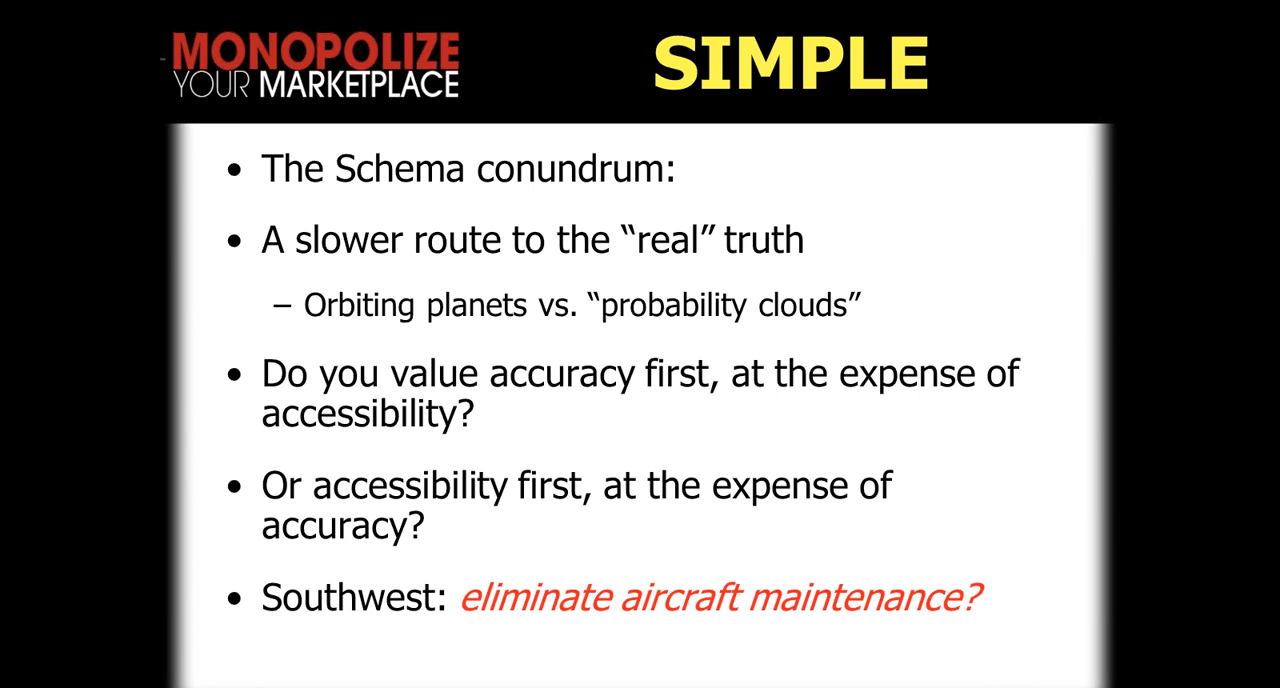 MONOPOLIZE
YOUR MARKETPLACE
SIMPLE
• The Schema conundrum:
• A slower route to the “real” truth
– Orbiting planets vs. “probability clouds”
• Do you value accuracy first, at the expense of
accessibility?
• Or accessibility first, at the expense of
accuracy?
• Southwest: eliminate aircraft maintenance?